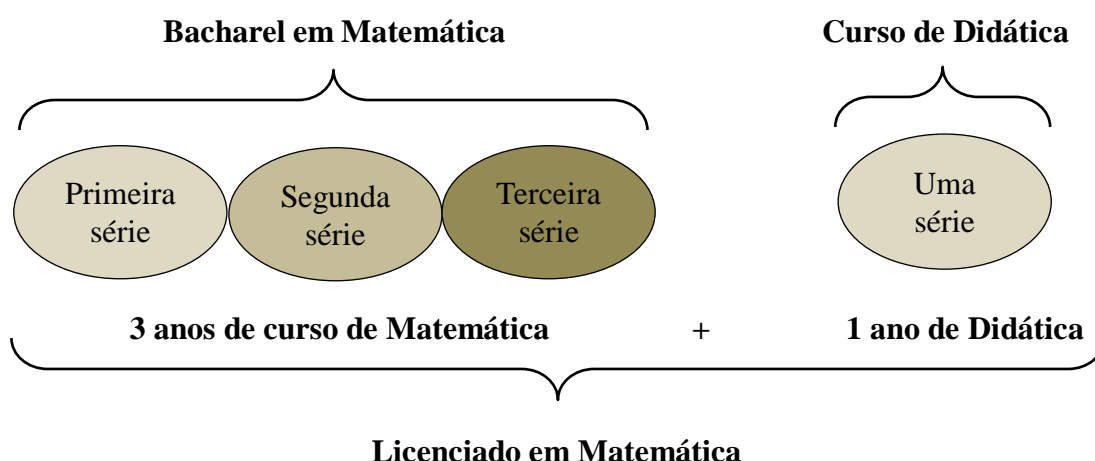 Bacharel em Matemática
Curso de Didática
Primeira
série
Segunda
série
Terceira
série
Uma
série
3 anos de curso de Matemática + 1 ano de Didática
Licenciado em Matemática